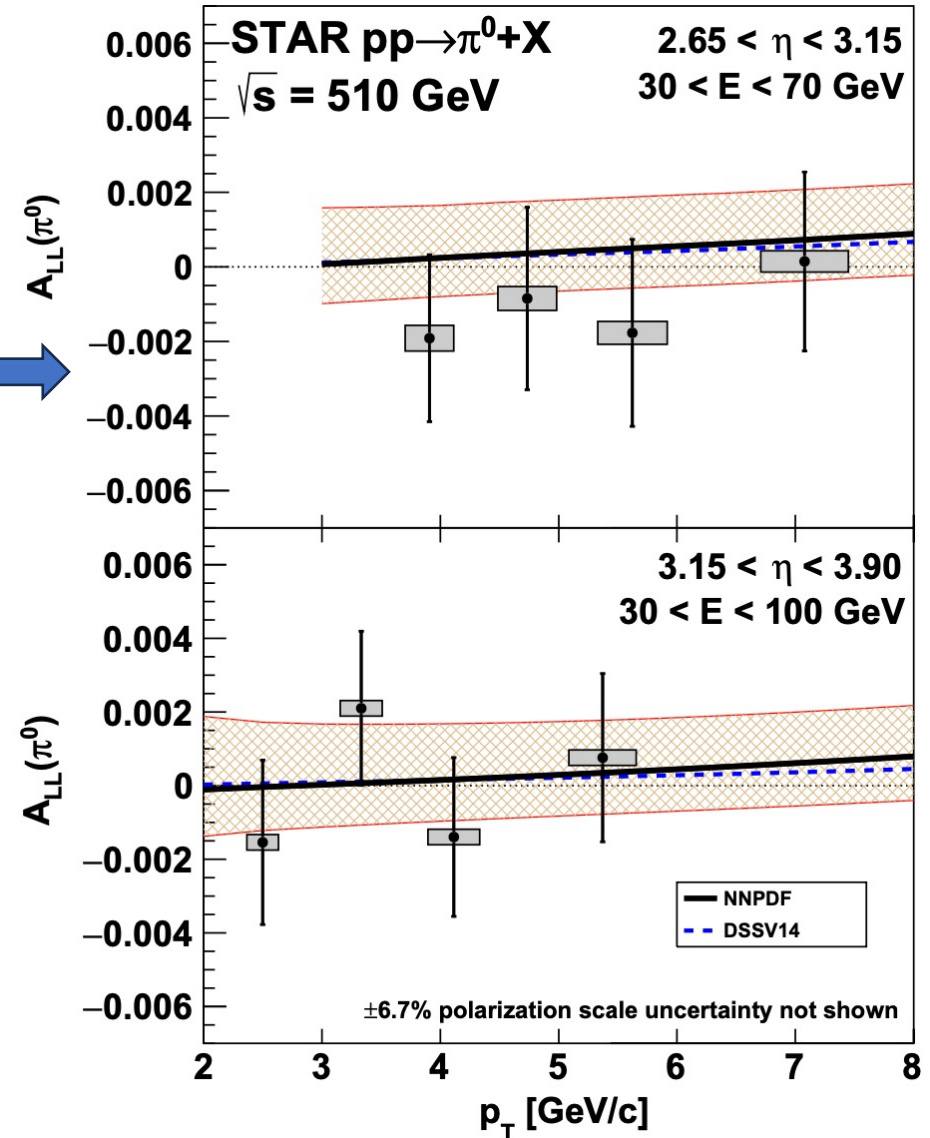 STAR pp→π⁰+X
√s = 510 GeV
2.65 < η < 3.15
30 < E < 70 GeV
A_LL(π⁰)
0.006
0.004
0.002
0
−0.002
−0.004
−0.006
3.15 < η < 3.90
30 < E < 100 GeV
A_LL(π⁰)
0.006
0.004
0.002
0
−0.002
−0.004
−0.006
NNPDF
DSSV14
±6.7% polarization scale uncertainty not shown
2 3 4 5 6 7 8
p_T [GeV/c]